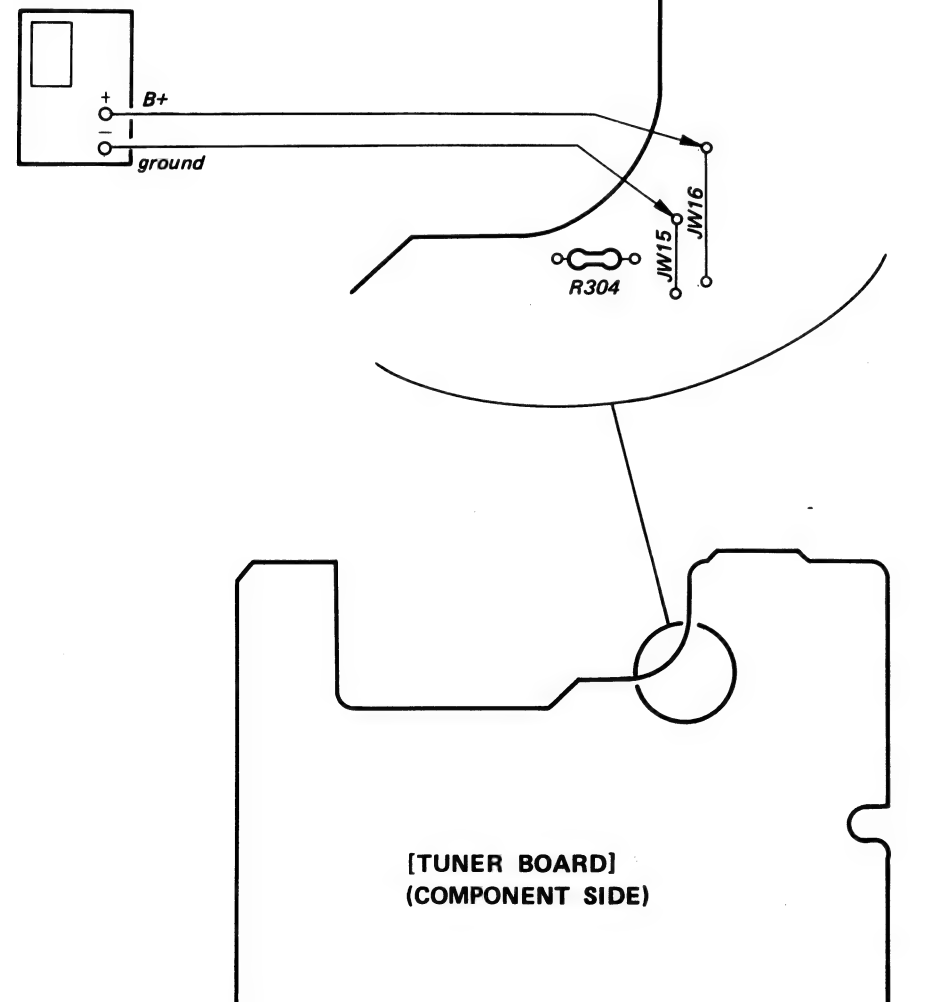 + B+
−
ground
JW16
JW15
R304
[TUNER BOARD]
(COMPONENT SIDE)